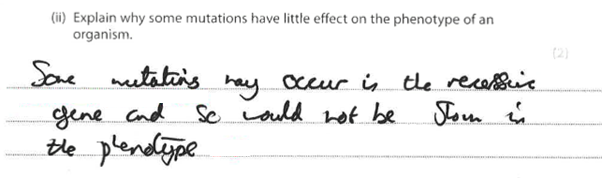 (ii) Explain why some mutations have little effect on the phenotype of an
organism.
(2)
Some mutations may occur in the recessive
gene and so would not be shown in
the phenotype